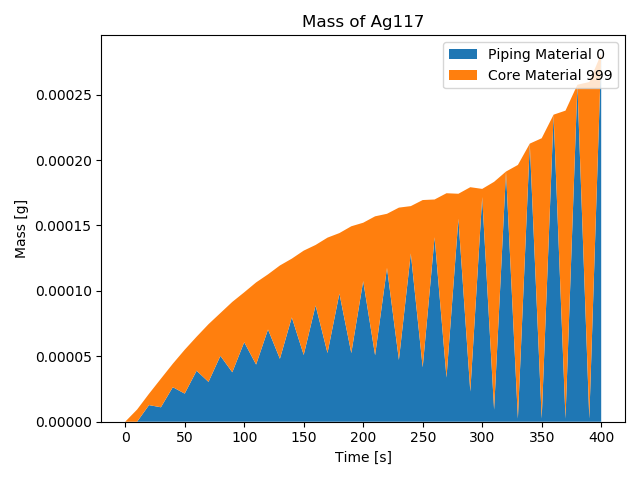 Mass of Ag117
Piping Material 0
Core Material 999
Mass [g]
0.00025
0.00020
0.00015
0.00010
0.00005
0.00000
0 50 100 150 200 250 300 350 400
Time [s]